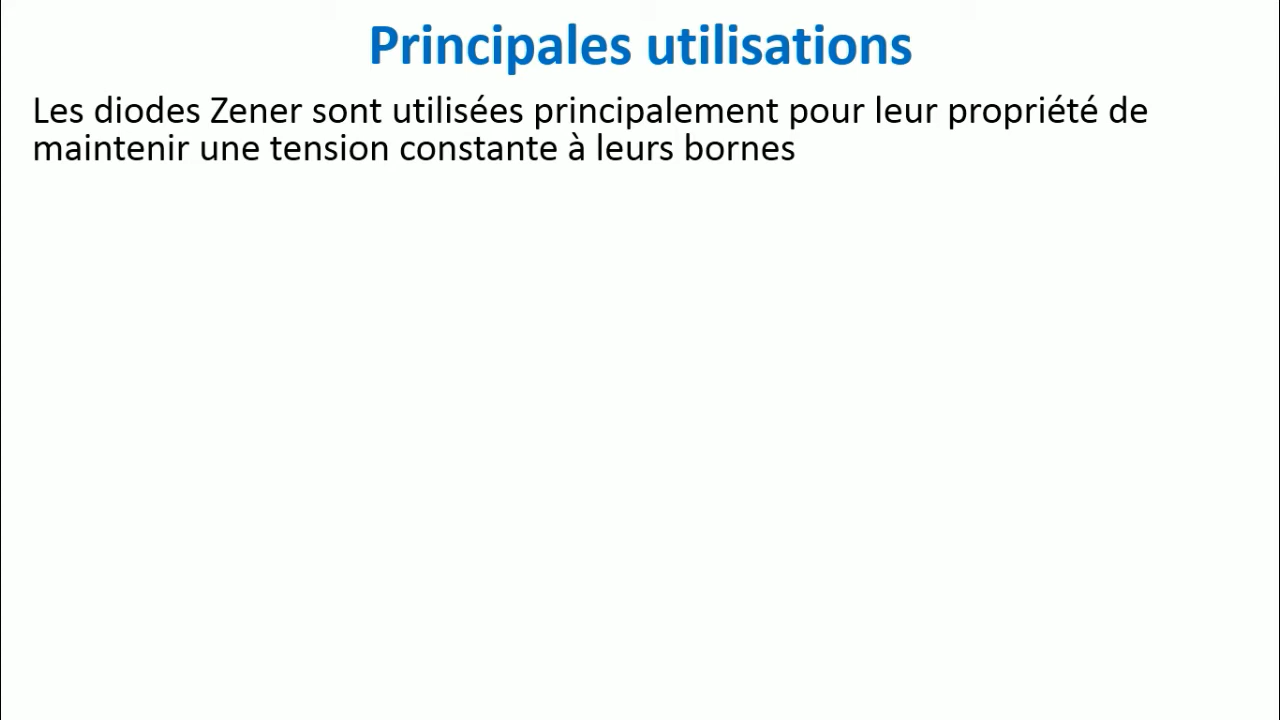 Principales utilisations
Les diodes Zener sont utilisées principalement pour leur propriété de
maintenir une tension constante à leurs bornes